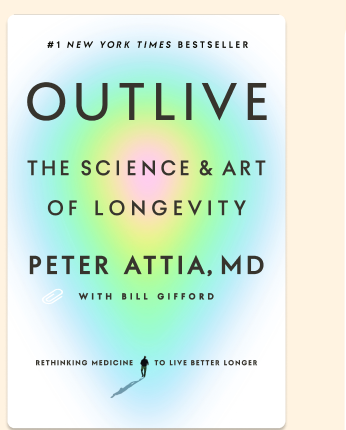 #1 NEW YORK TIMES BESTSELLER
OUTLIVE
THE SCIENCE & ART
OF LONGEVITY
PETER ATTIA, MD
WITH BILL GIFFORD
RETHINKING MEDICINE TO LIVE BETTER LONGER